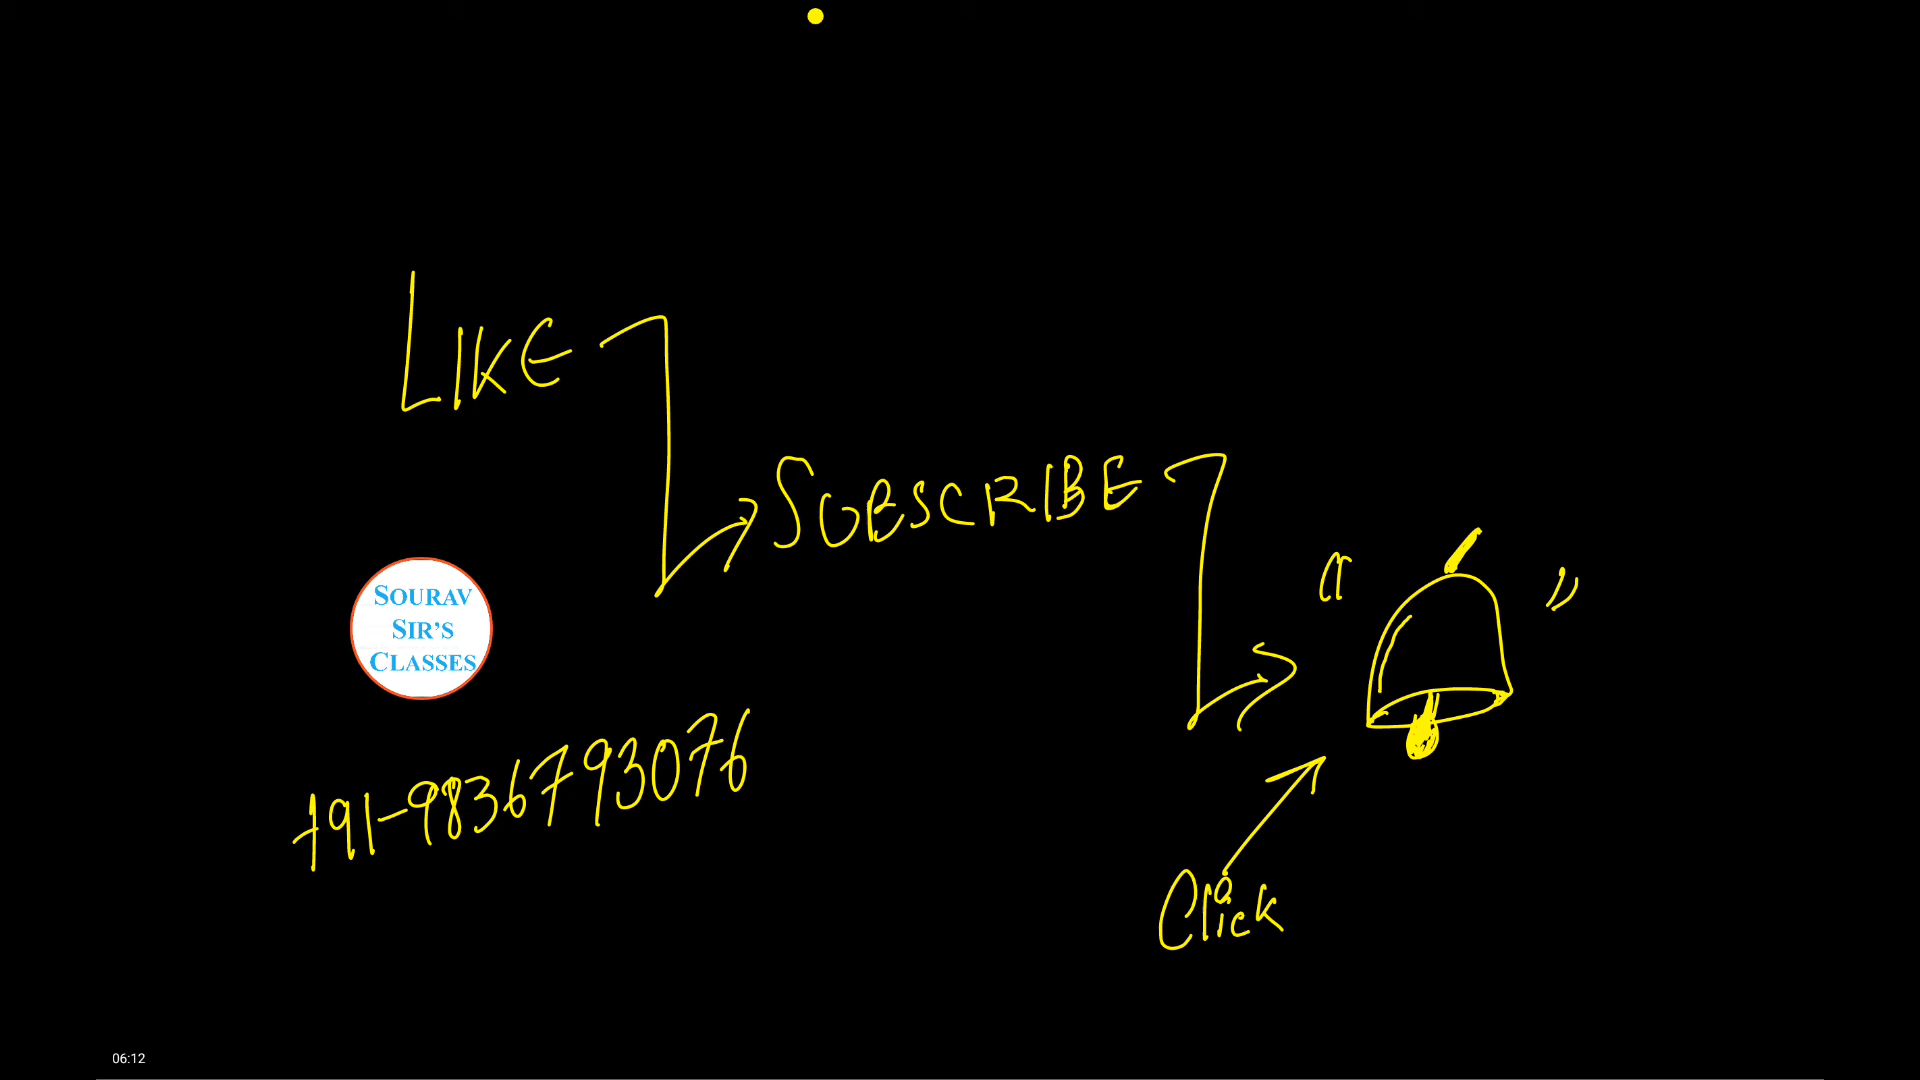 LIKE
SUBSCRIBE
SOURAV
SIR'S
CLASSES
+91-9836793076
Click
06:12